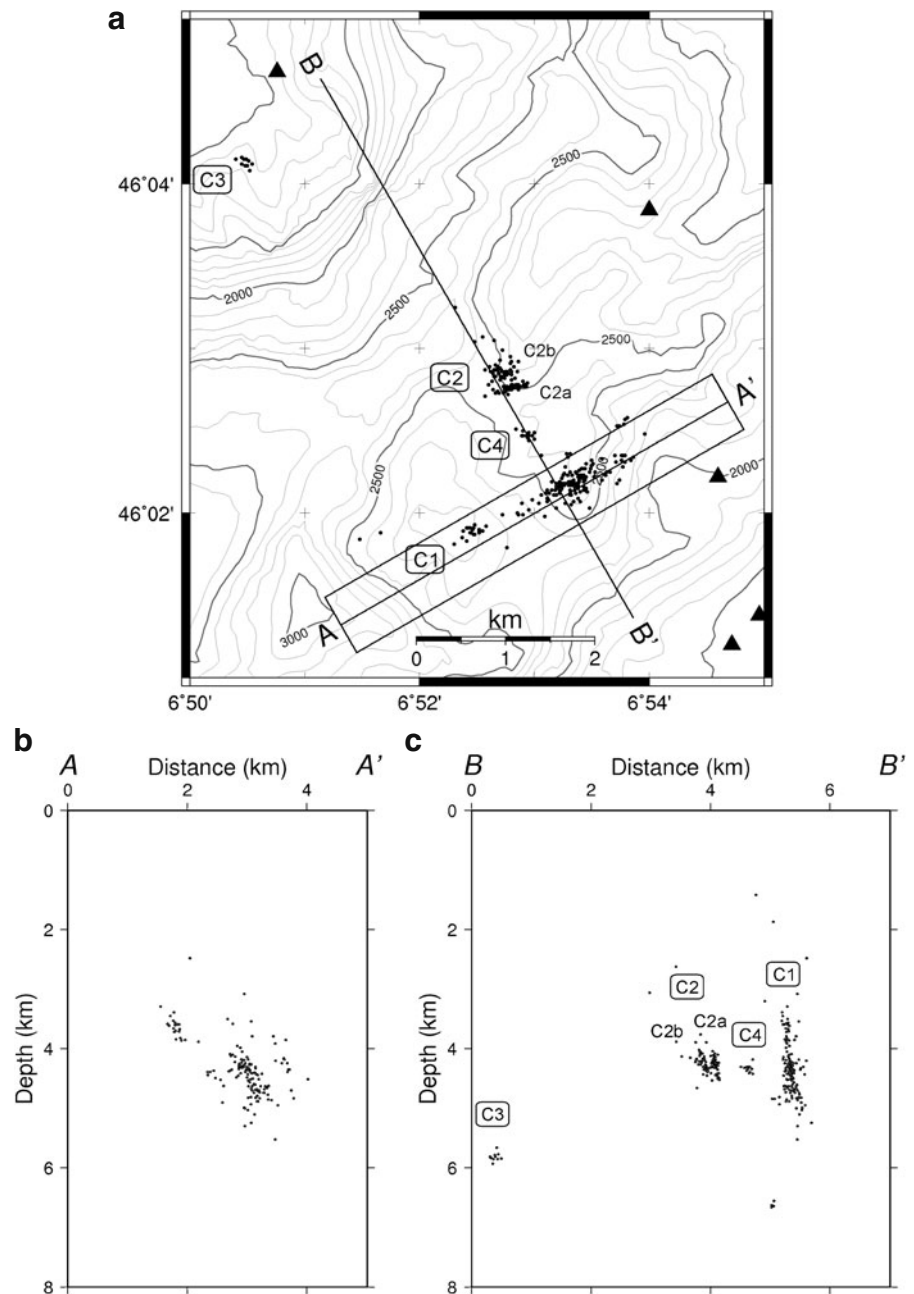 a
B
C3
46°04'
2500
2000
2500
2500
C2b
C2
C2a
A'
C4
2500
2000
46°02'
C1
3000
A
km
B'
0 1 2
6°50' 6°52' 6°54'
b
A Distance (km) A'
0 2 4
Depth (km)
0
2
4
6
8
c
B Distance (km) B'
0 2 4 6
Depth (km)
0
2
4
6
8
C1
C2
C2a
C2b
C4
C3